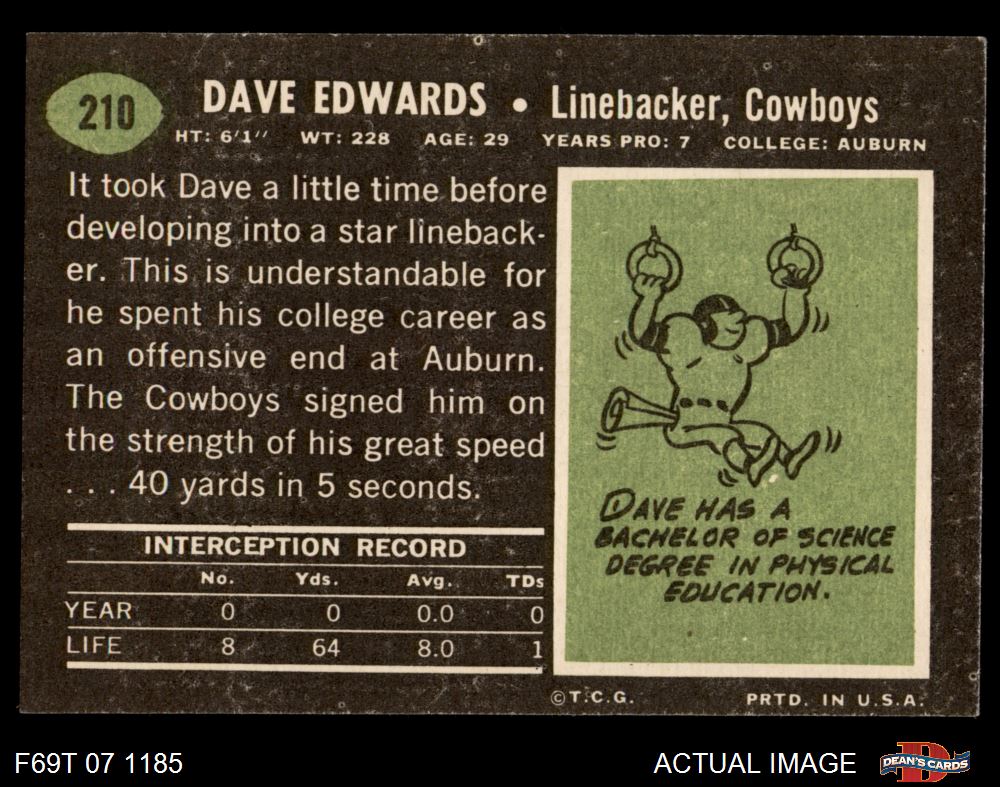 210
DAVE EDWARDS • Linebacker, Cowboys
HT: 6'1" WT: 228 AGE: 29 YEARS PRO: 7 COLLEGE: AUBURN
It took Dave a little time before
developing into a star lineback-
er. This is understandable for
he spent his college career as
an offensive end at Auburn.
The Cowboys signed him on
the strength of his great speed
. . . 40 yards in 5 seconds.
INTERCEPTION RECORD
No. Yds. Avg. TDs
YEAR 0 0 0.0 0
LIFE 8 64 8.0 1
DAVE HAS A
BACHELOR OF SCIENCE
DEGREE IN PHYSICAL
EDUCATION.
©T.C.G. PRTD. IN U.S.A.
F69T 07 1185
ACTUAL IMAGE
D
DEAN'S CARDS